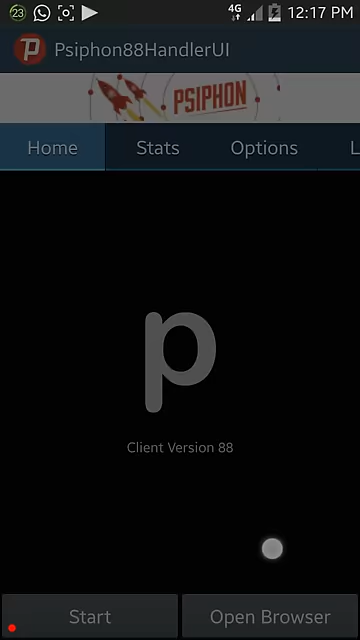 23
4G
12:17 PM
Psiphon88HandlerUI
PSIPHON
Home
Stats
Options
L
p
Client Version 88
Start
Open Browser